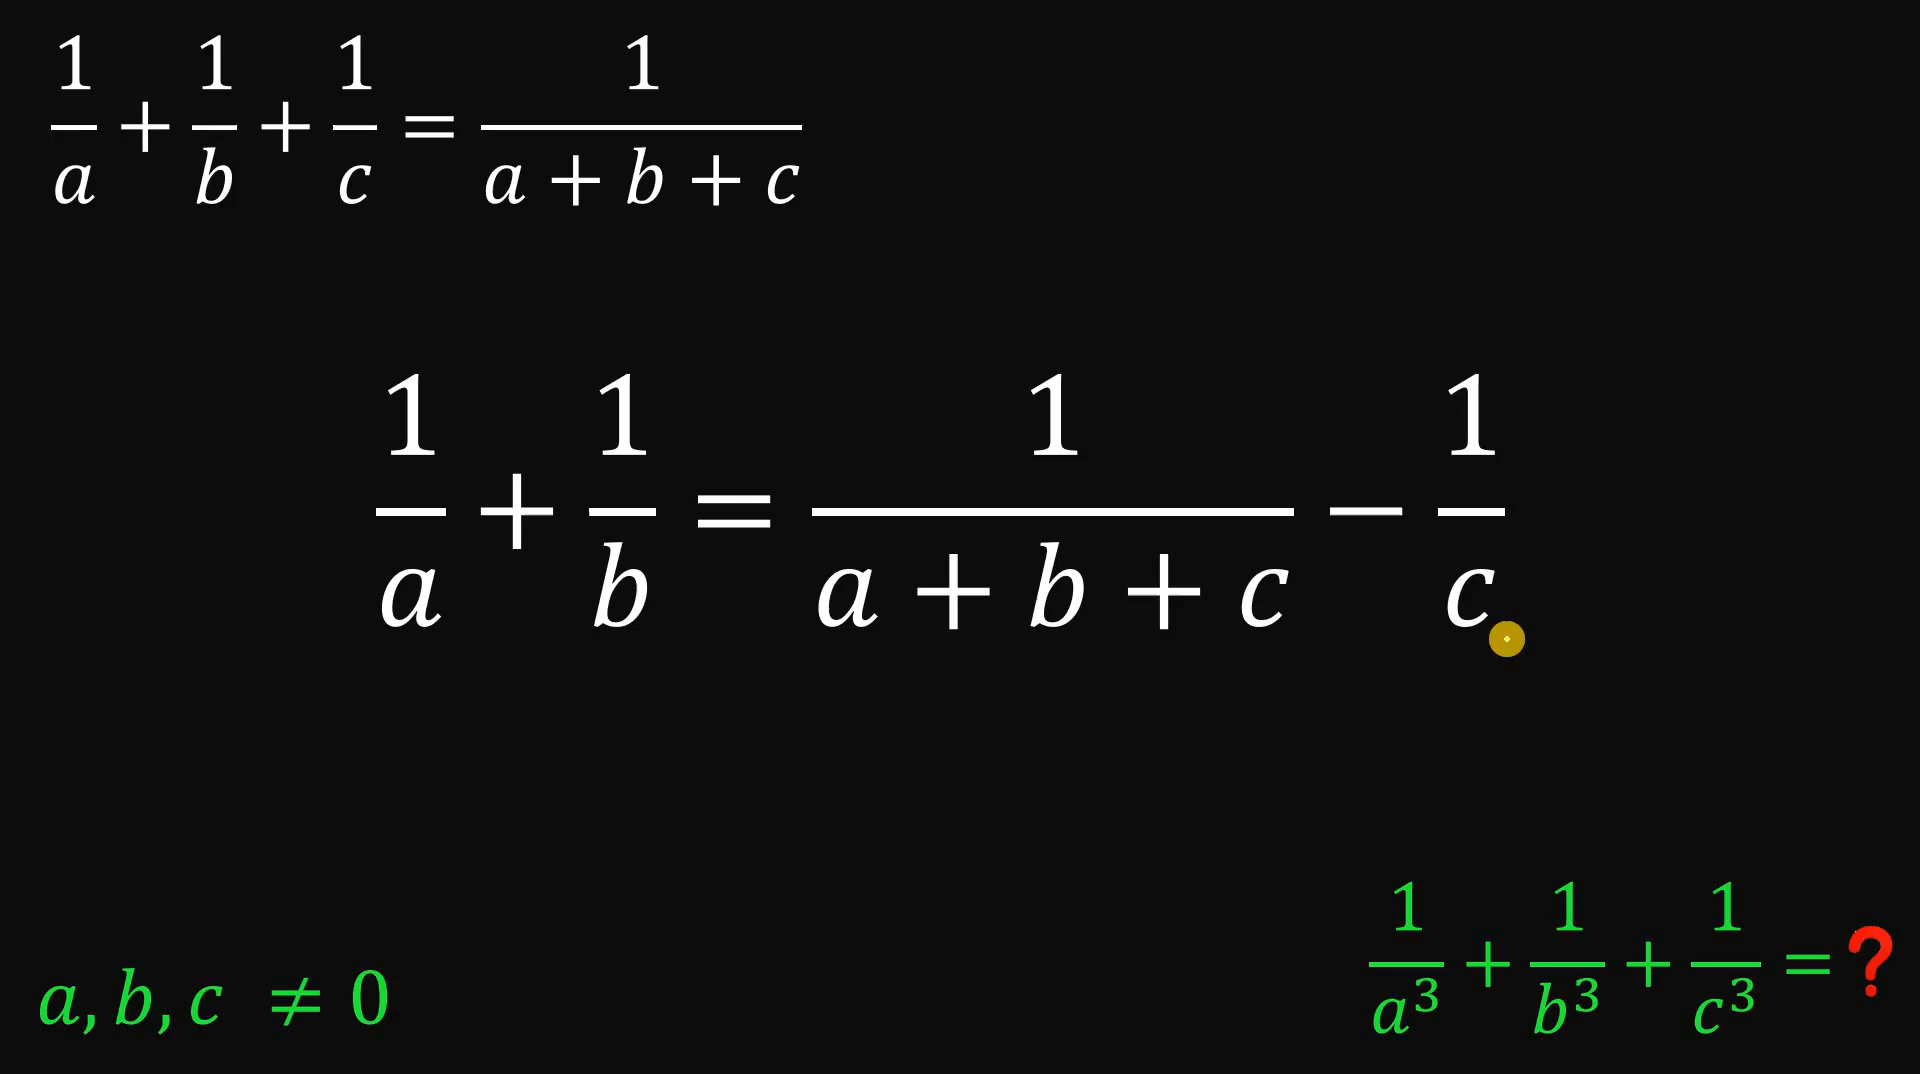 1/a + 1/b + 1/c = 1/(a + b + c)
1/a + 1/b = 1/(a + b + c) − 1/c
a, b, c ≠ 0
1/a³ + 1/b³ + 1/c³ = ❓